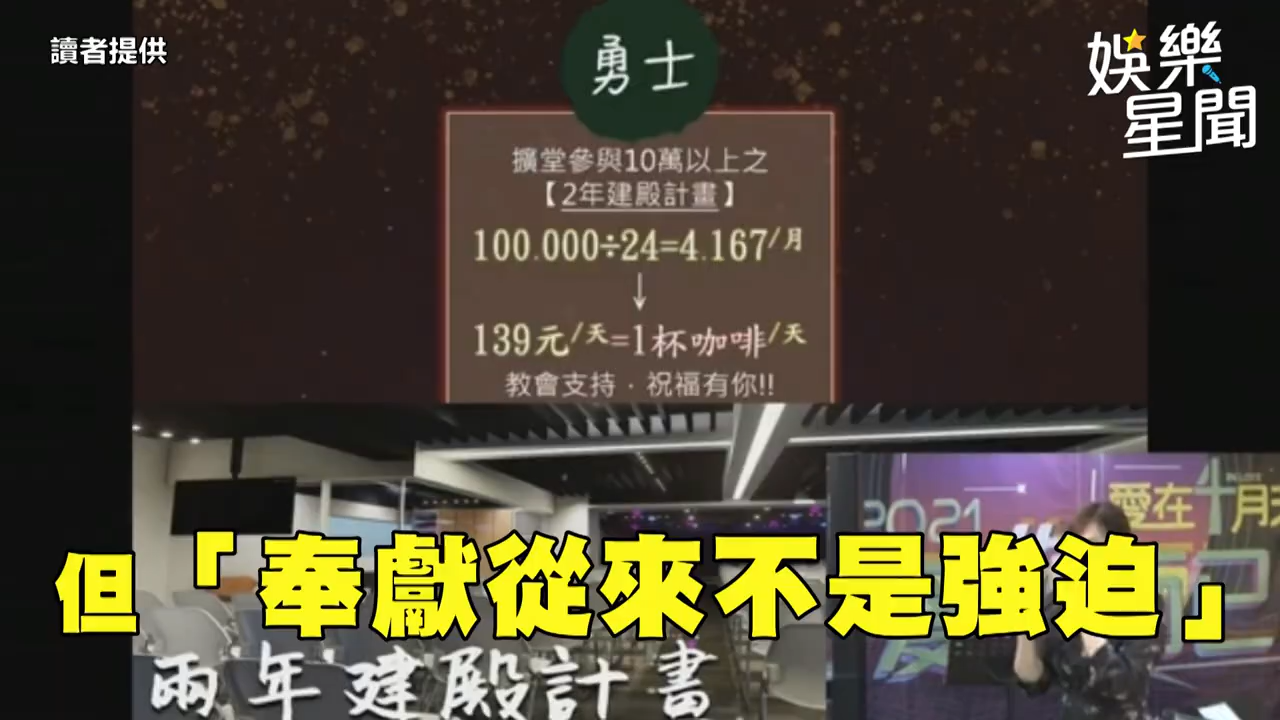 讀者提供
娛樂
星聞
勇士
擴堂參與10萬以上之
【2年建殿計畫】
100.000÷24=4.167/月
↓
139元/天=1杯咖啡/天
教會支持．祝福有你!!
2021
愛在十月
但「奉獻從來不是強迫」
兩年建殿計畫